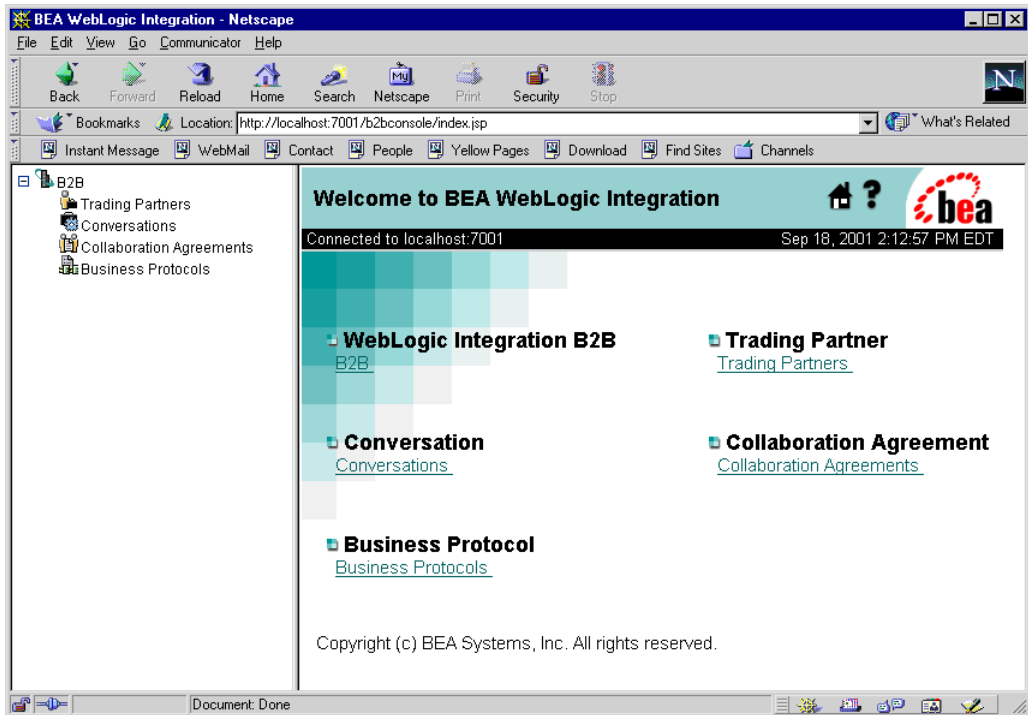 BEA WebLogic Integration - Netscape
File Edit View Go Communicator Help
My
N
Back Forward Reload Home Search Netscape Print Security Stop
Bookmarks Location: http://localhost:7001/b2bconsole/index.jsp What's Related
Instant Message WebMail Contact People Yellow Pages Download Find Sites Channels
B2B
Trading Partners
Conversations
Collaboration Agreements
Business Protocols
Welcome to BEA WebLogic Integration ? bea
Connected to localhost:7001 Sep 18, 2001 2:12:57 PM EDT
WebLogic Integration B2B Trading Partner
B2B Trading Partners
Conversation Collaboration Agreement
Conversations Collaboration Agreements
Business Protocol
Business Protocols
Copyright (c) BEA Systems, Inc. All rights reserved.
Document: Done